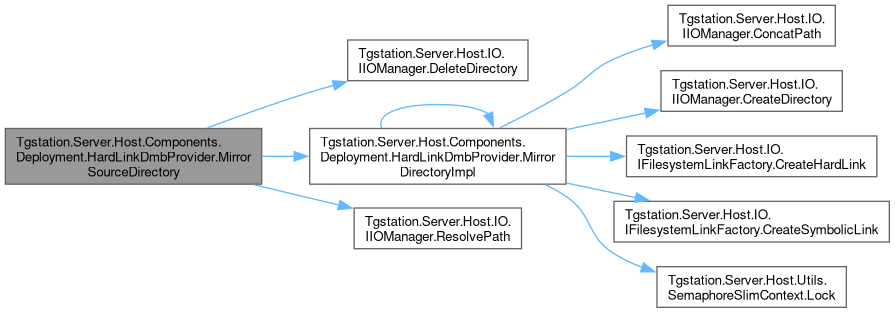 Tgstation.Server.Host.Components.
Deployment.HardLinkDmbProvider.Mirror
SourceDirectory
Tgstation.Server.Host.IO.
IIOManager.DeleteDirectory
Tgstation.Server.Host.Components.
Deployment.HardLinkDmbProvider.Mirror
DirectoryImpl
Tgstation.Server.Host.IO.
IIOManager.ResolvePath
Tgstation.Server.Host.IO.
IIOManager.ConcatPath
Tgstation.Server.Host.IO.
IIOManager.CreateDirectory
Tgstation.Server.Host.IO.
IFilesystemLinkFactory.CreateHardLink
Tgstation.Server.Host.IO.
IFilesystemLinkFactory.CreateSymbolicLink
Tgstation.Server.Host.Utils.
SemaphoreSlimContext.Lock